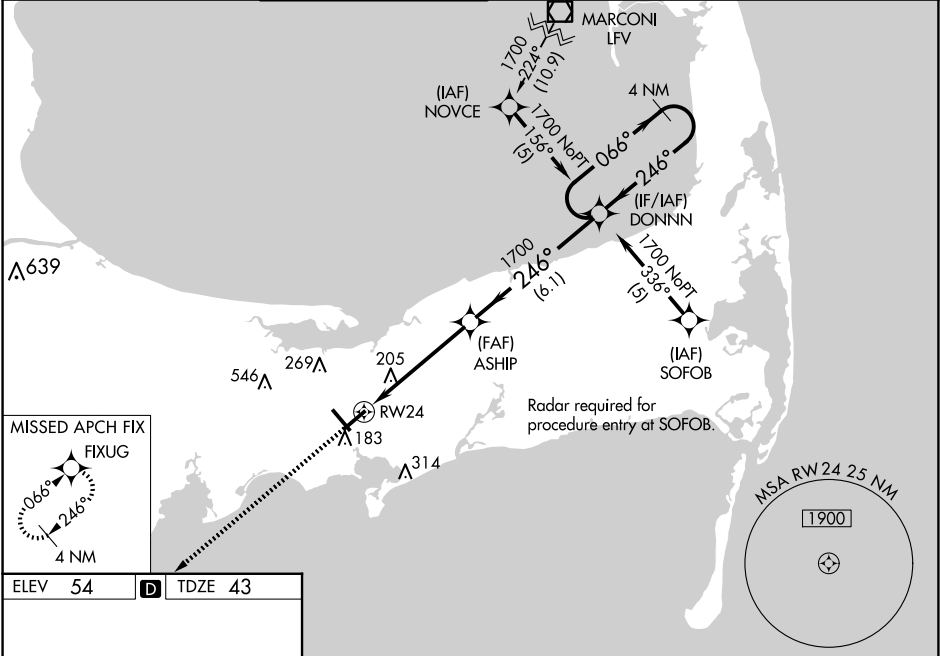 MARCONI
LFV
1700
224°
(10.9)
(IAF)
NOVCE
4 NM
1700 NoPT
156°
(5)
066°
246°
(IF/IAF)
DONNN
1700
246°
(6.1)
1700 NoPT
336°
(5)
639
(FAF)
ASHIP
(IAF)
SOFOB
546
269
205
RW24
183
314
Radar required for
procedure entry at SOFOB.
MISSED APCH FIX
FIXUG
066°
246°
4 NM
MSA RW24 25 NM
1900
ELEV 54 D TDZE 43